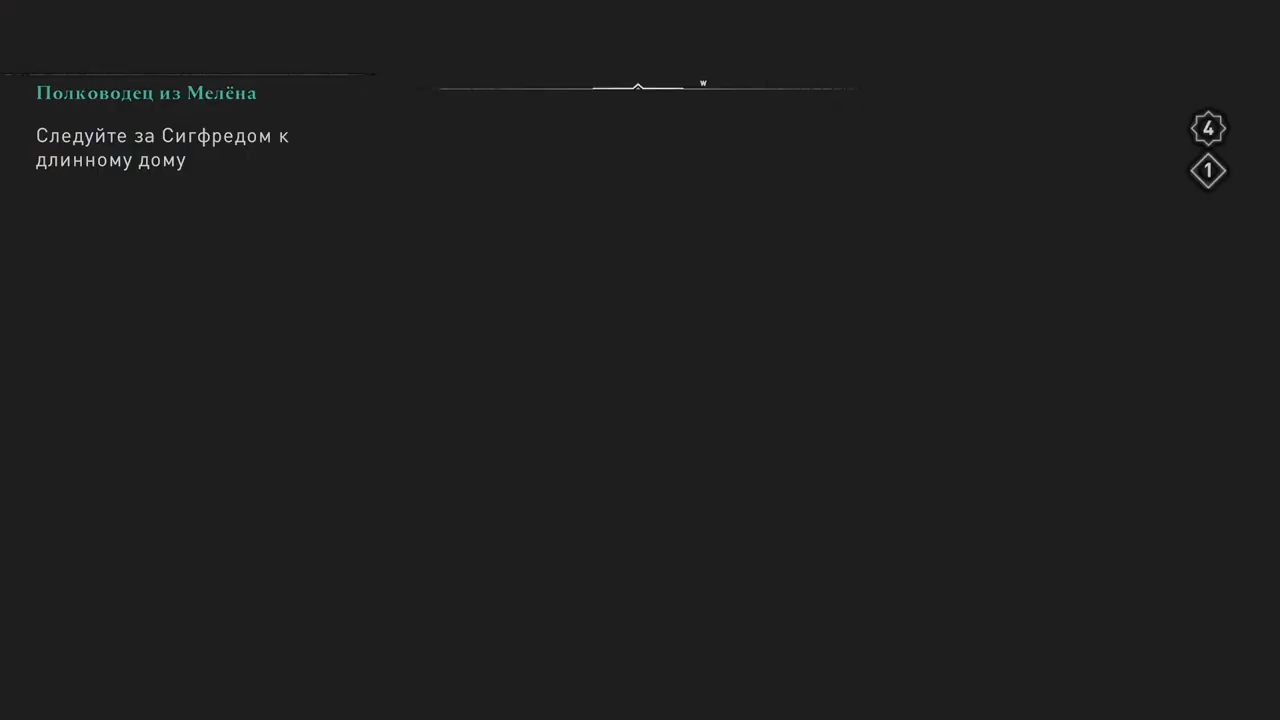 Полководец из Мелёна
W
Следуйте за Сигфредом к
длинному дому
4
1